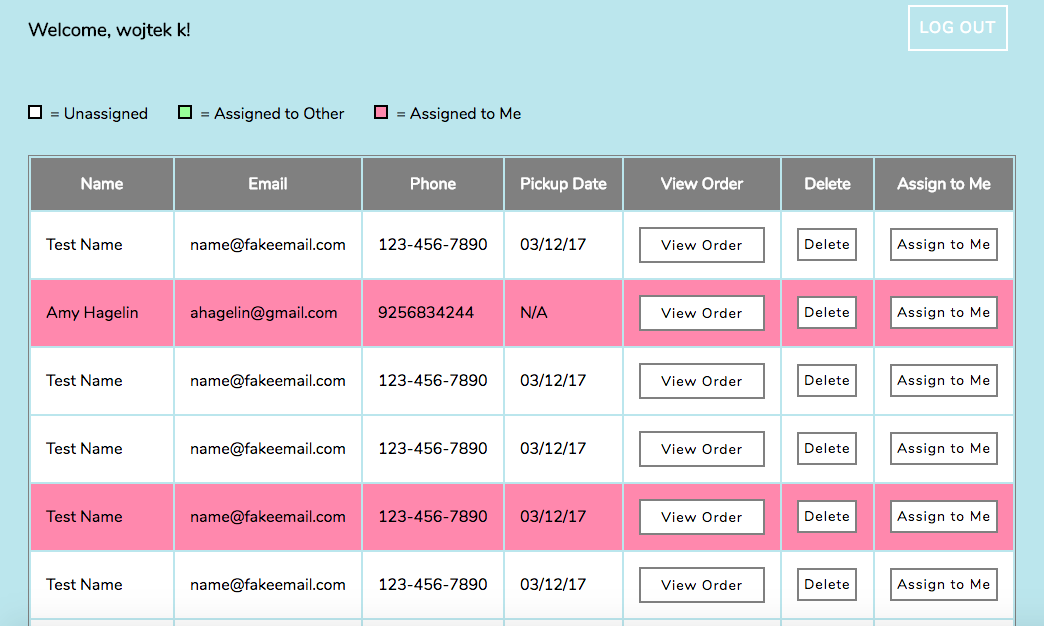 Welcome, wojtek k!
LOG OUT
= Unassigned = Assigned to Other = Assigned to Me
Name Email Phone Pickup Date View Order Delete Assign to Me
Test Name name@fakeemail.com 123-456-7890 03/12/17 View Order Delete Assign to Me
Amy Hagelin ahagelin@gmail.com 9256834244 N/A View Order Delete Assign to Me
Test Name name@fakeemail.com 123-456-7890 03/12/17 View Order Delete Assign to Me
Test Name name@fakeemail.com 123-456-7890 03/12/17 View Order Delete Assign to Me
Test Name name@fakeemail.com 123-456-7890 03/12/17 View Order Delete Assign to Me
Test Name name@fakeemail.com 123-456-7890 03/12/17 View Order Delete Assign to Me